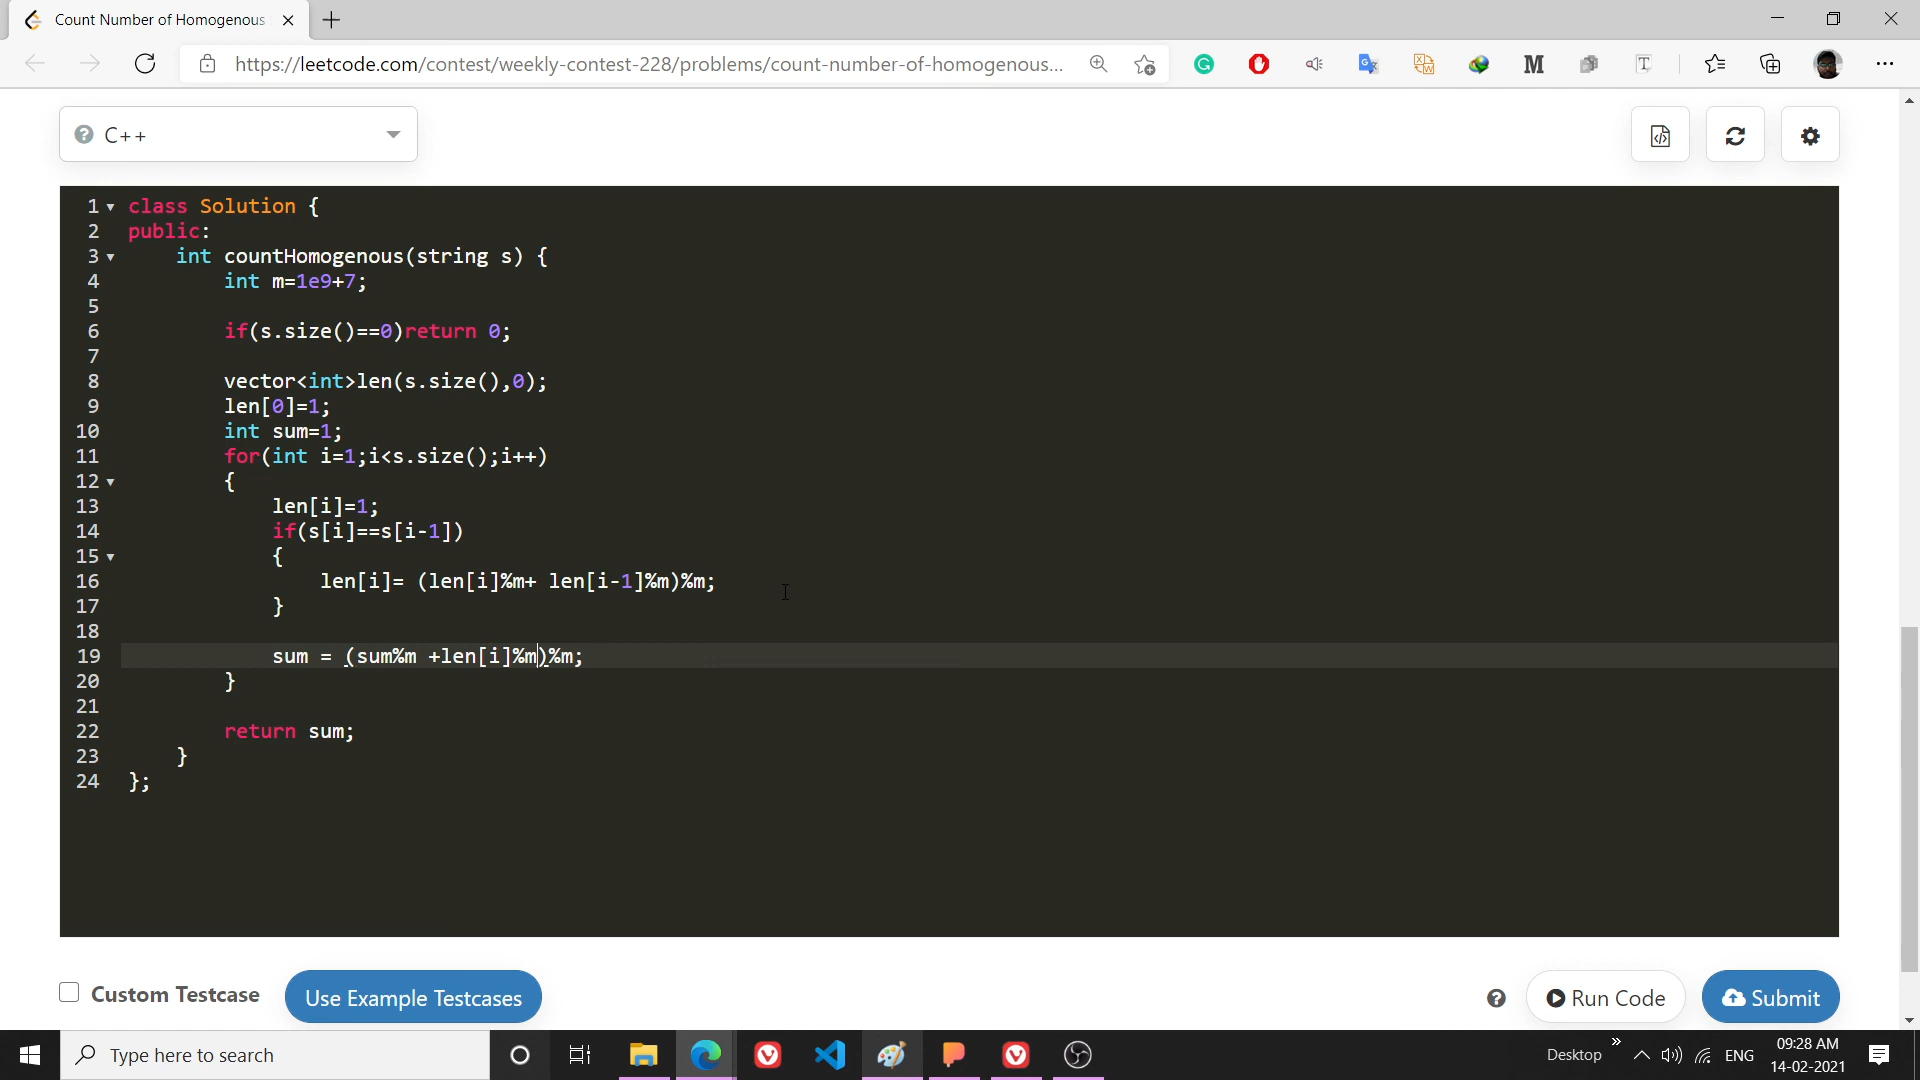 Count Number of Homogenous
https://leetcode.com/contest/weekly-contest-228/problems/count-number-of-homogenous...
C++
1 class Solution {
2 public:
3     int countHomogenous(string s) {
4         int m=1e9+7;
5
6         if(s.size()==0)return 0;
7
8         vector<int>len(s.size(),0);
9         len[0]=1;
10         int sum=1;
11         for(int i=1;i<s.size();i++)
12         {
13             len[i]=1;
14             if(s[i]==s[i-1])
15             {
16                 len[i]= (len[i]%m+ len[i-1]%m)%m;
17             }
18
19             sum = (sum%m +len[i]%m)%m;
20         }
21
22         return sum;
23     }
24 };
Custom Testcase
Use Example Testcases
Run Code
Submit
Type here to search
Desktop
ENG
09:28 AM
14-02-2021